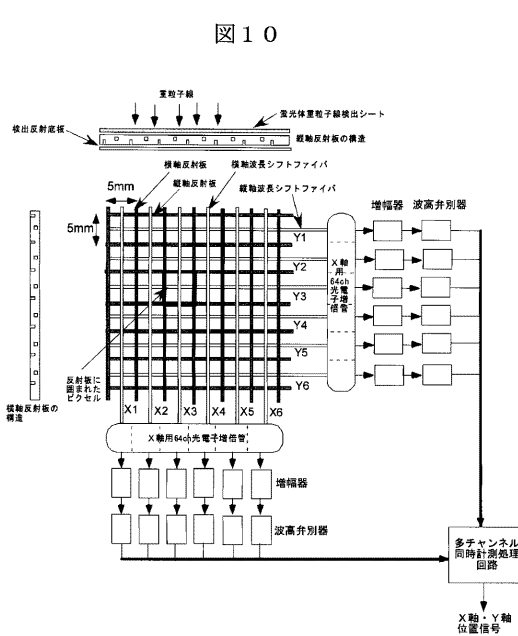 図１０
重粒子線
蛍光体重粒子線検出シート
検出反射底板
縦軸反射板の構造
横軸反射板
横軸波長シフトファイバ
5mm
縦軸反射板
縦軸波長シフトファイバ
増幅器
波高弁別器
5mm
Y1
Y2
Y3
Y4
Y5
Y6
X軸
用
64ch
光電
子増
倍管
反射板に
囲まれた
ピクセル
X1
X2
X3
X4
X5
X6
横軸反射板の
構造
X軸用64ch光電子増倍管
増幅器
波高弁別器
多チャンネル
同時計測処理
回路
X軸・Y軸
位置信号